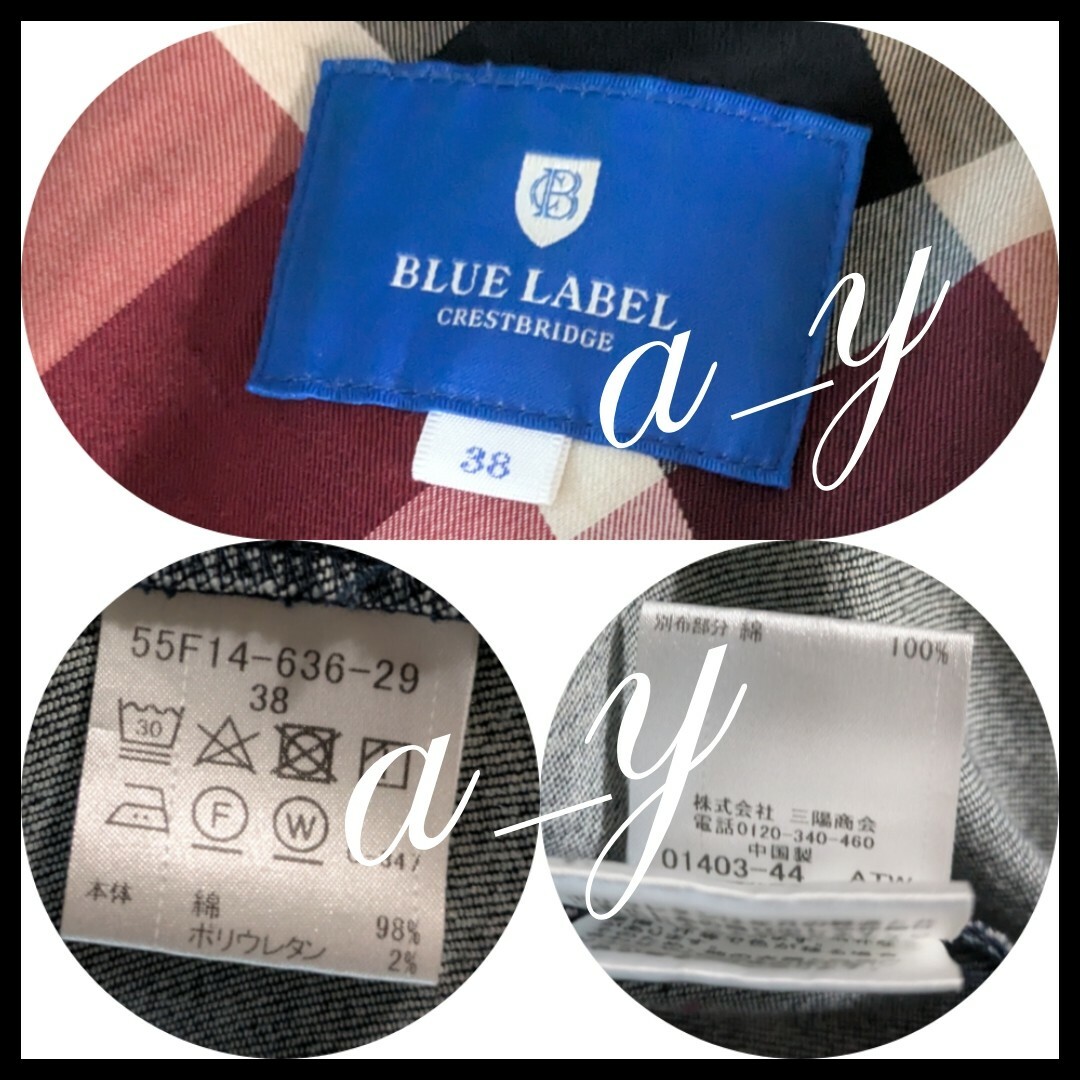 BLUE LABEL
CRESTBRIDGE
a_y
38
55F14-636-29
38
30
F W
本体 綿 98%
ポリウレタン 2%
a_y
別布部分 綿 100%
株式会社 三陽商会
電話0120-340-460
中国製
01403-44